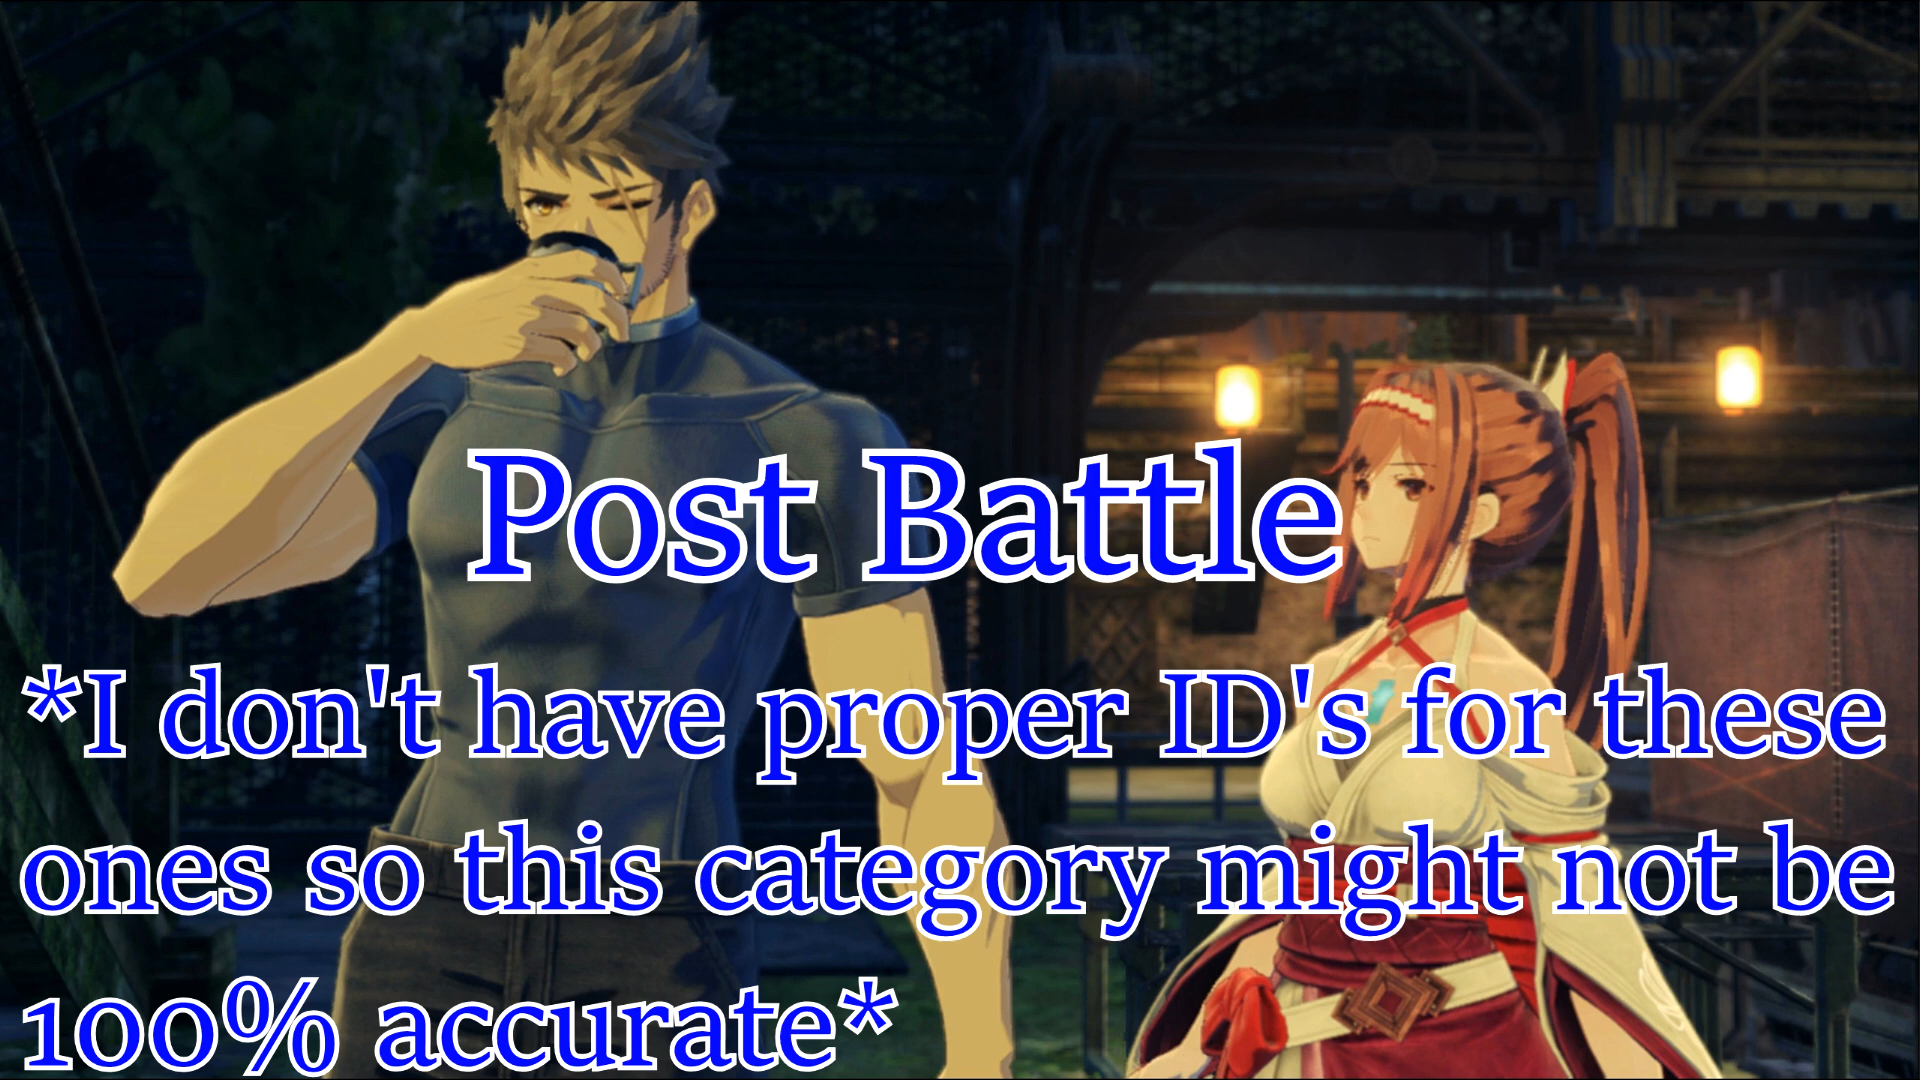 Post Battle
*I don't have proper ID's for these
ones so this category might not be
100% accurate*